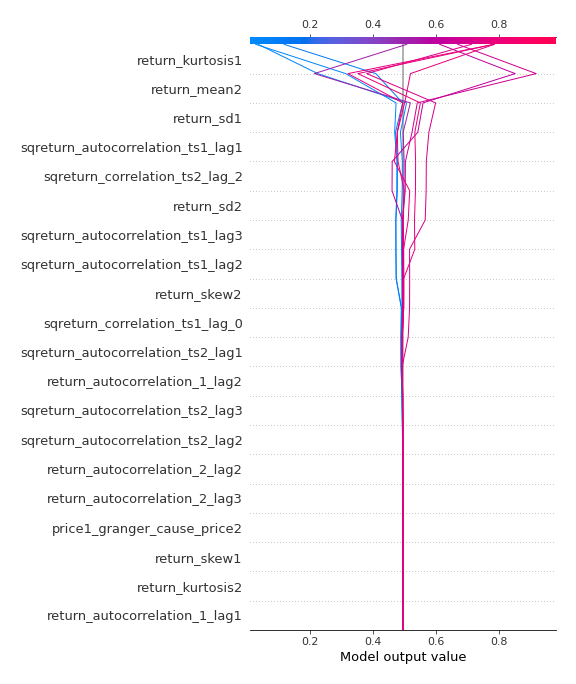 0.2 0.4 0.6 0.8
return_kurtosis1
return_mean2
return_sd1
sqreturn_autocorrelation_ts1_lag1
sqreturn_correlation_ts2_lag_2
return_sd2
sqreturn_autocorrelation_ts1_lag3
sqreturn_autocorrelation_ts1_lag2
return_skew2
sqreturn_correlation_ts1_lag_0
sqreturn_autocorrelation_ts2_lag1
return_autocorrelation_1_lag2
sqreturn_autocorrelation_ts2_lag3
sqreturn_autocorrelation_ts2_lag2
return_autocorrelation_2_lag2
return_autocorrelation_2_lag3
price1_granger_cause_price2
return_skew1
return_kurtosis2
return_autocorrelation_1_lag1
0.2 0.4 0.6 0.8
Model output value